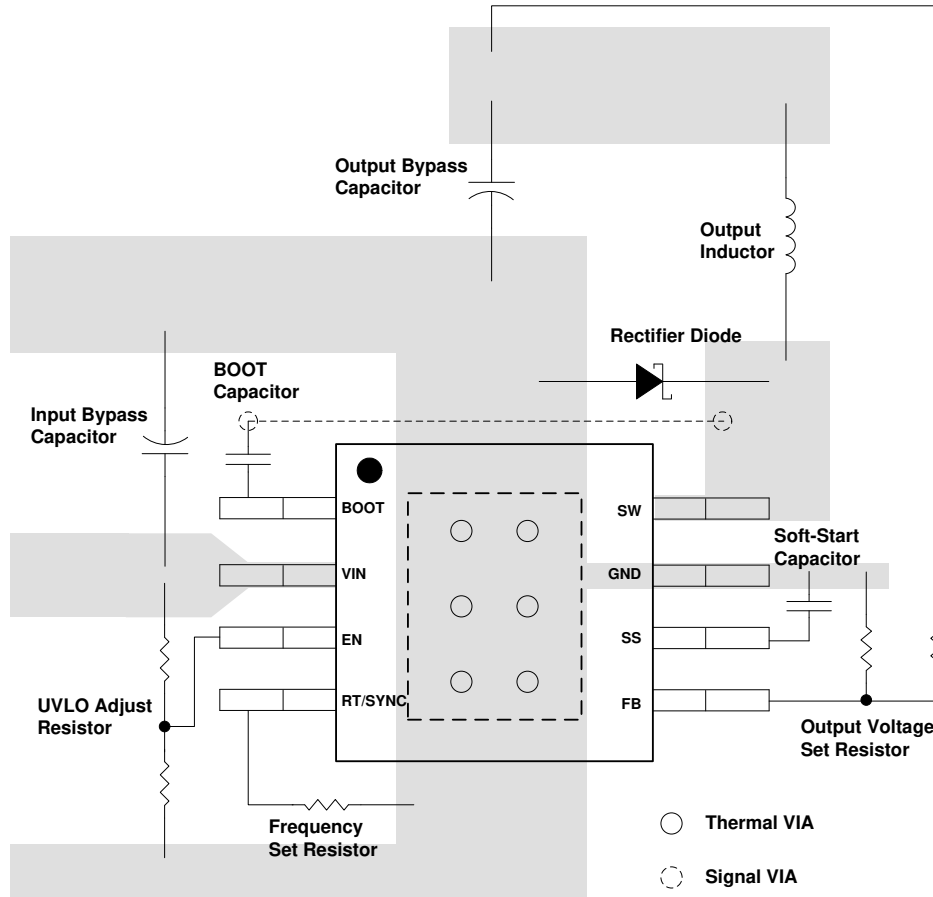 Output Bypass
Capacitor
Output
Inductor
Rectifier Diode
BOOT
Capacitor
Input Bypass
Capacitor
BOOT
SW
Soft-Start
Capacitor
VIN
GND
EN
SS
UVLO Adjust
Resistor
RT/SYNC
FB
Output Voltage
Set Resistor
Frequency
Set Resistor
Thermal VIA
Signal VIA